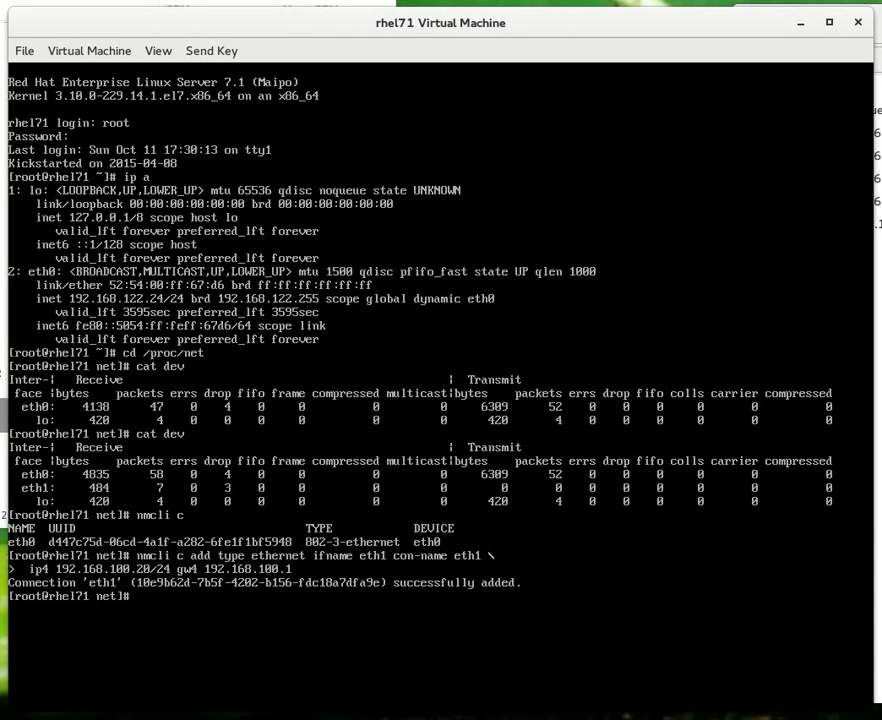 rhel71 Virtual Machine
File Virtual Machine View Send Key
Red Hat Enterprise Linux Server 7.1 (Maipo)
Kernel 3.10.0-229.14.1.el7.x86_64 on an x86_64
rhel71 login: root
Password:
Last login: Sun Oct 11 17:30:13 on tty1
Kickstarted on 2015-04-08
[root@rhel71 ~]# ip a
1: lo: <LOOPBACK,UP,LOWER_UP> mtu 65536 qdisc noqueue state UNKNOWN
    link/loopback 00:00:00:00:00:00 brd 00:00:00:00:00:00
    inet 127.0.0.1/8 scope host lo
       valid_lft forever preferred_lft forever
    inet6 ::1/128 scope host
       valid_lft forever preferred_lft forever
2: eth0: <BROADCAST,MULTICAST,UP,LOWER_UP> mtu 1500 qdisc pfifo_fast state UP qlen 1000
    link/ether 52:54:00:ff:67:d6 brd ff:ff:ff:ff:ff:ff
    inet 192.168.122.24/24 brd 192.168.122.255 scope global dynamic eth0
       valid_lft 3595sec preferred_lft 3595sec
    inet6 fe80::5054:ff:feff:67d6/64 scope link
       valid_lft forever preferred_lft forever
[root@rhel71 ~]# cd /proc/net
[root@rhel71 net]# cat dev
Inter-|   Receive                                                |  Transmit
 face |bytes    packets errs drop fifo frame compressed multicast|bytes    packets errs drop fifo colls carrier compressed
  eth0:    4138      47    0    4    0     0          0         0     6309      52    0    0    0     0       0          0
    lo:     420       4    0    0    0     0          0         0      420       4    0    0    0     0       0          0
[root@rhel71 net]# cat dev
Inter-|   Receive                                                |  Transmit
 face |bytes    packets errs drop fifo frame compressed multicast|bytes    packets errs drop fifo colls carrier compressed
  eth0:    4835      58    0    4    0     0          0         0     6309      52    0    0    0     0       0          0
  eth1:     484       7    0    3    0     0          0         0        0       0    0    0    0     0       0          0
    lo:     420       4    0    0    0     0          0         0      420       4    0    0    0     0       0          0
[root@rhel71 net]# nmcli c
NAME  UUID                                  TYPE            DEVICE
eth0  d447c75d-06cd-4a1f-a282-6fe1f1bf5948  802-3-ethernet  eth0
[root@rhel71 net]# nmcli c add type ethernet ifname eth1 con-name eth1 \
>  ip4 192.168.100.20/24 gw4 192.168.100.1
Connection 'eth1' (10e9b62d-7b5f-4202-b156-fdc18a7dfa9e) successfully added.
[root@rhel71 net]#